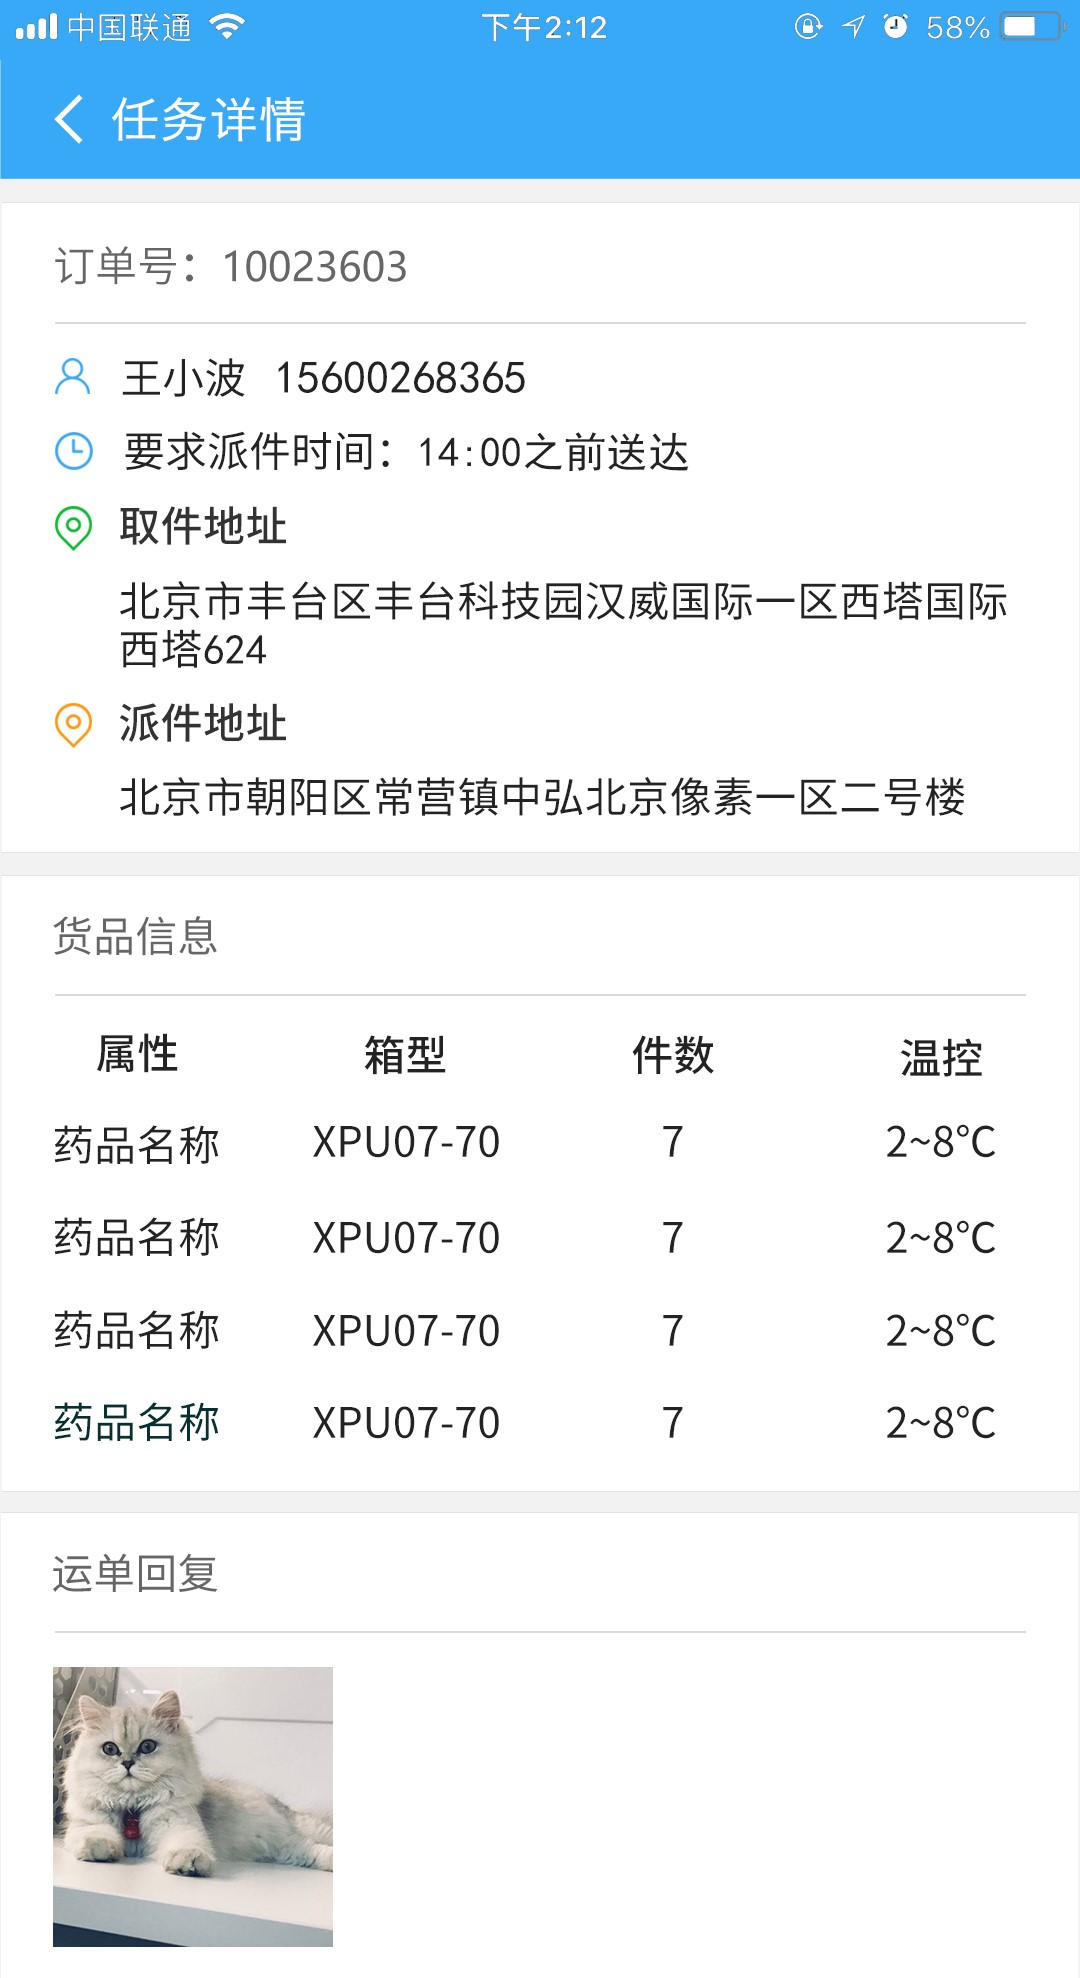 中国联通 下午2:12 58%
任务详情
订单号：10023603
王小波 15600268365
要求派件时间：14:00之前送达
取件地址
北京市丰台区丰台科技园汉威国际一区西塔国际
西塔624
派件地址
北京市朝阳区常营镇中弘北京像素一区二号楼
货品信息
属性 箱型 件数 温控
药品名称 XPU07-70 7 2~8℃
药品名称 XPU07-70 7 2~8℃
药品名称 XPU07-70 7 2~8℃
药品名称 XPU07-70 7 2~8℃
运单回复